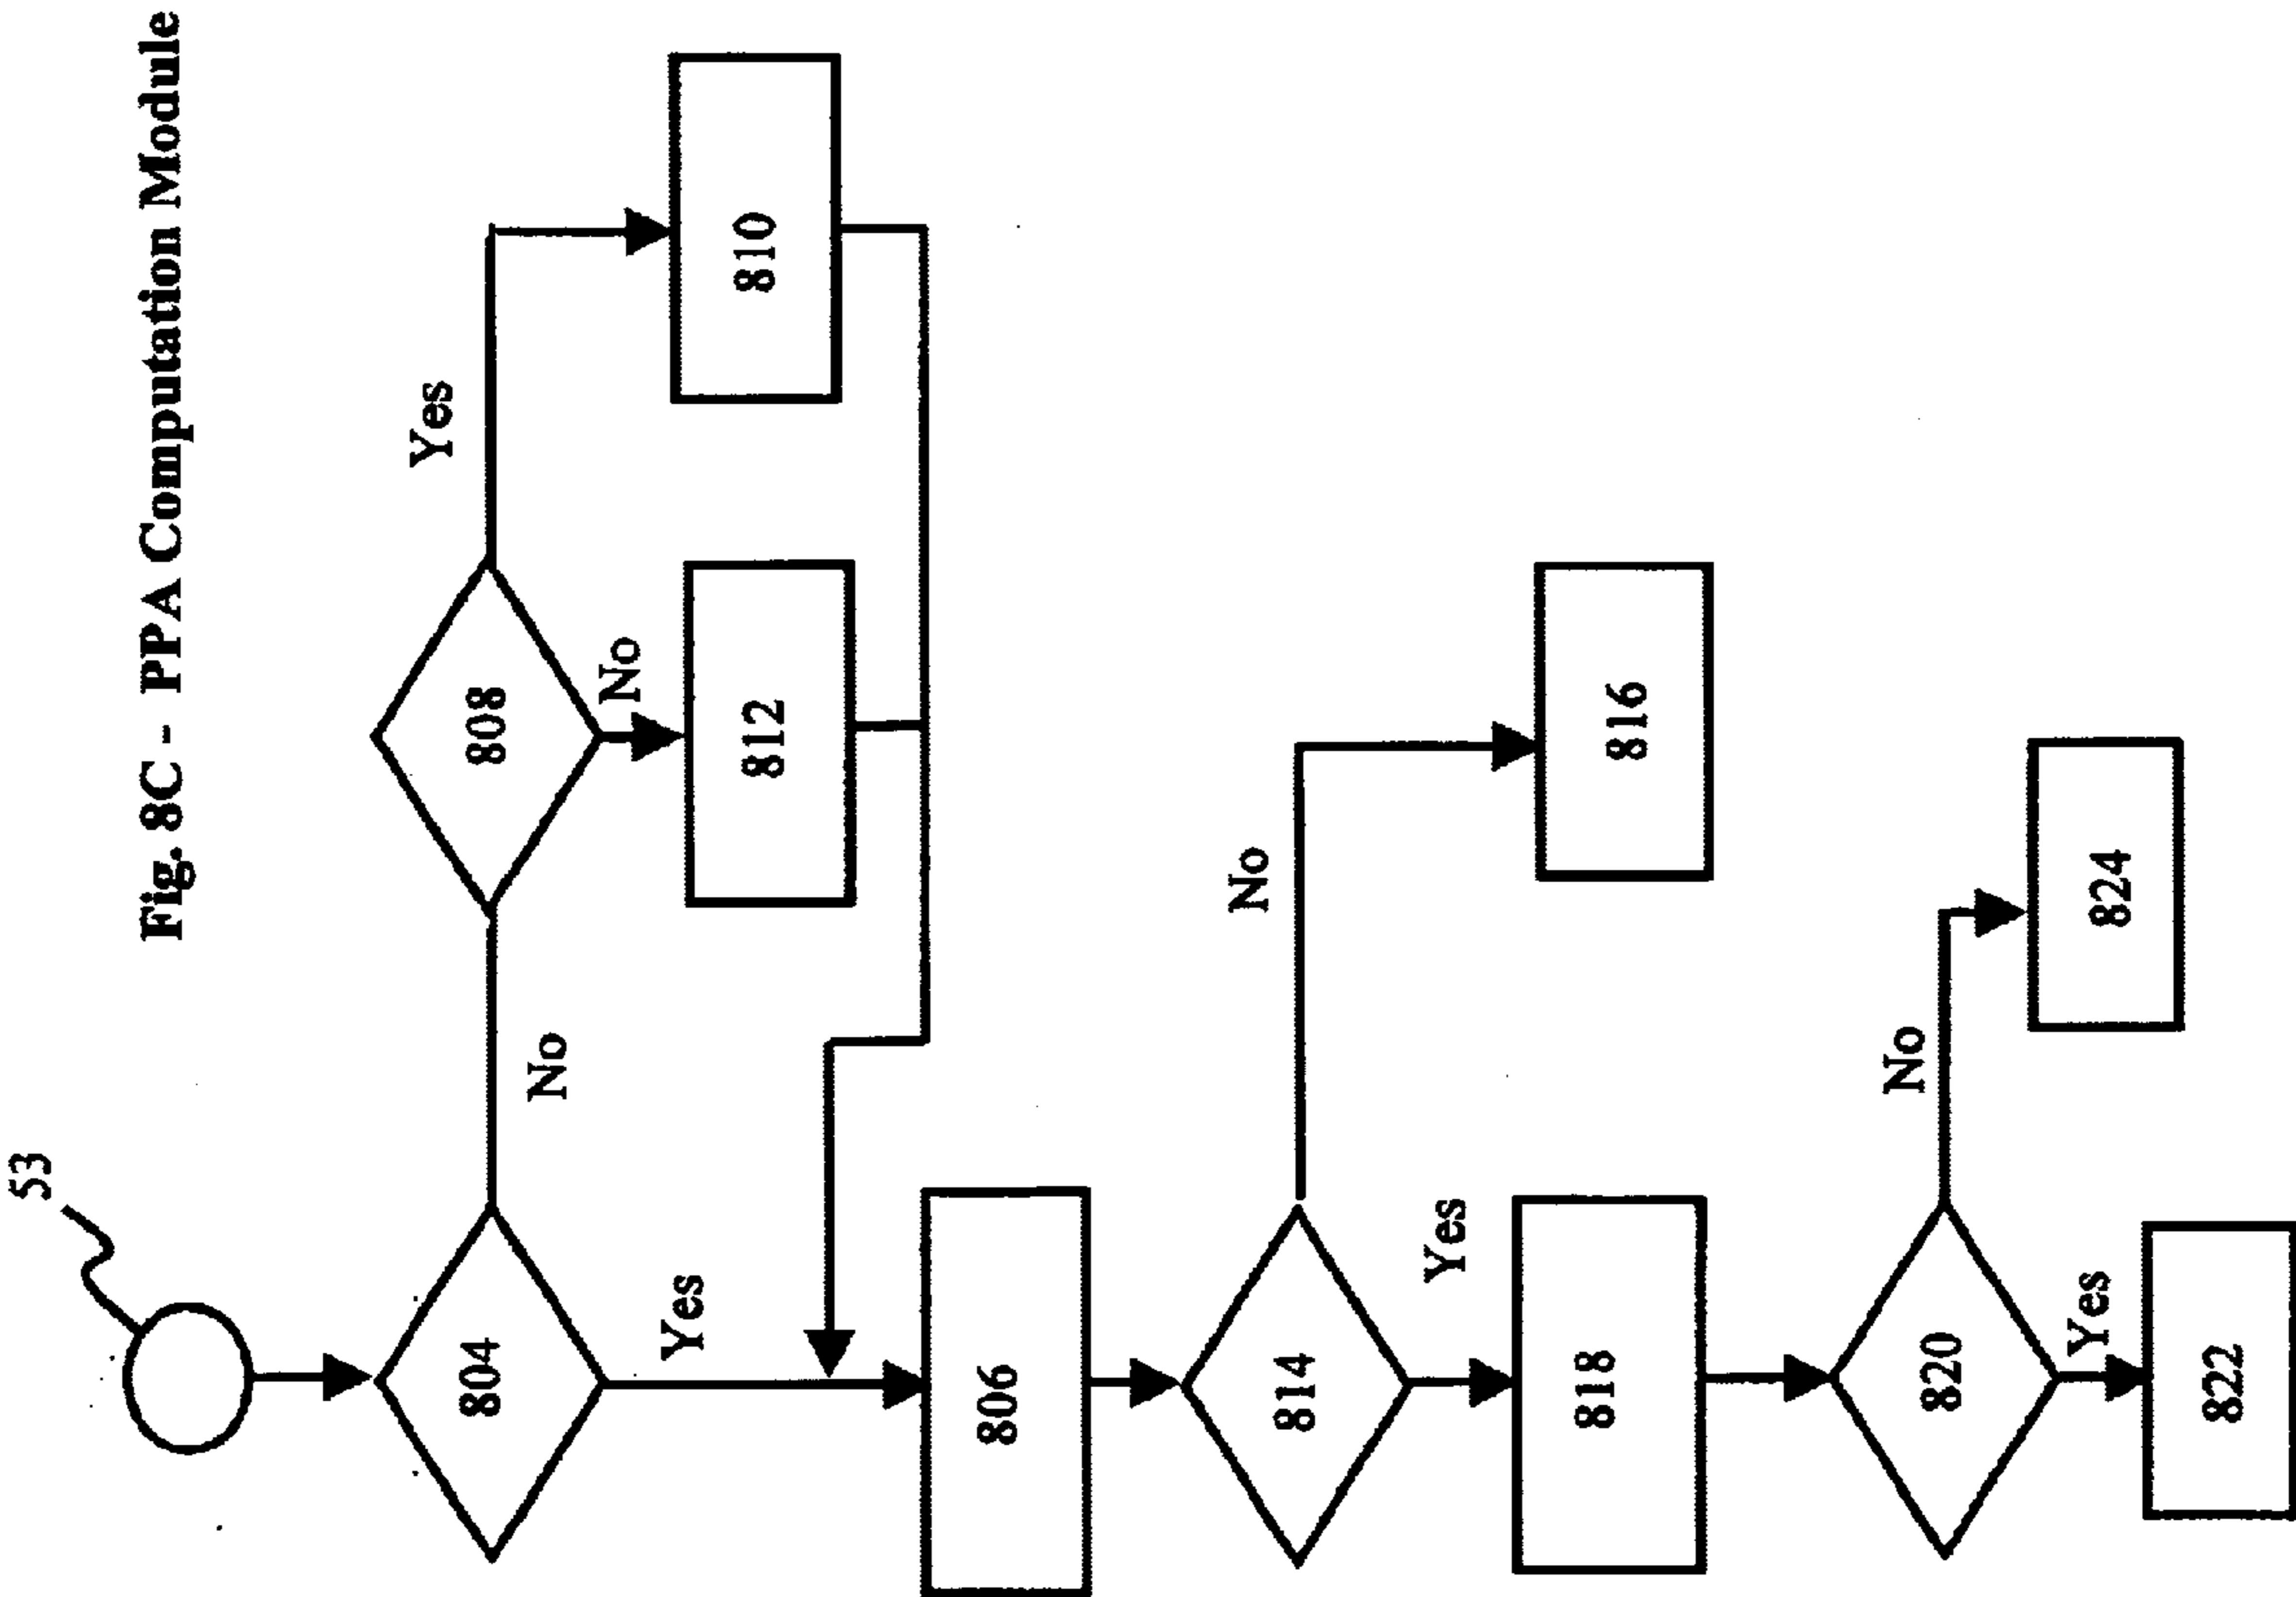 Fig. 8C - PPA Computation Module
53
804
No
808
Yes
No
812
810
Yes
806
814
No
816
Yes
818
820
No
824
Yes
822